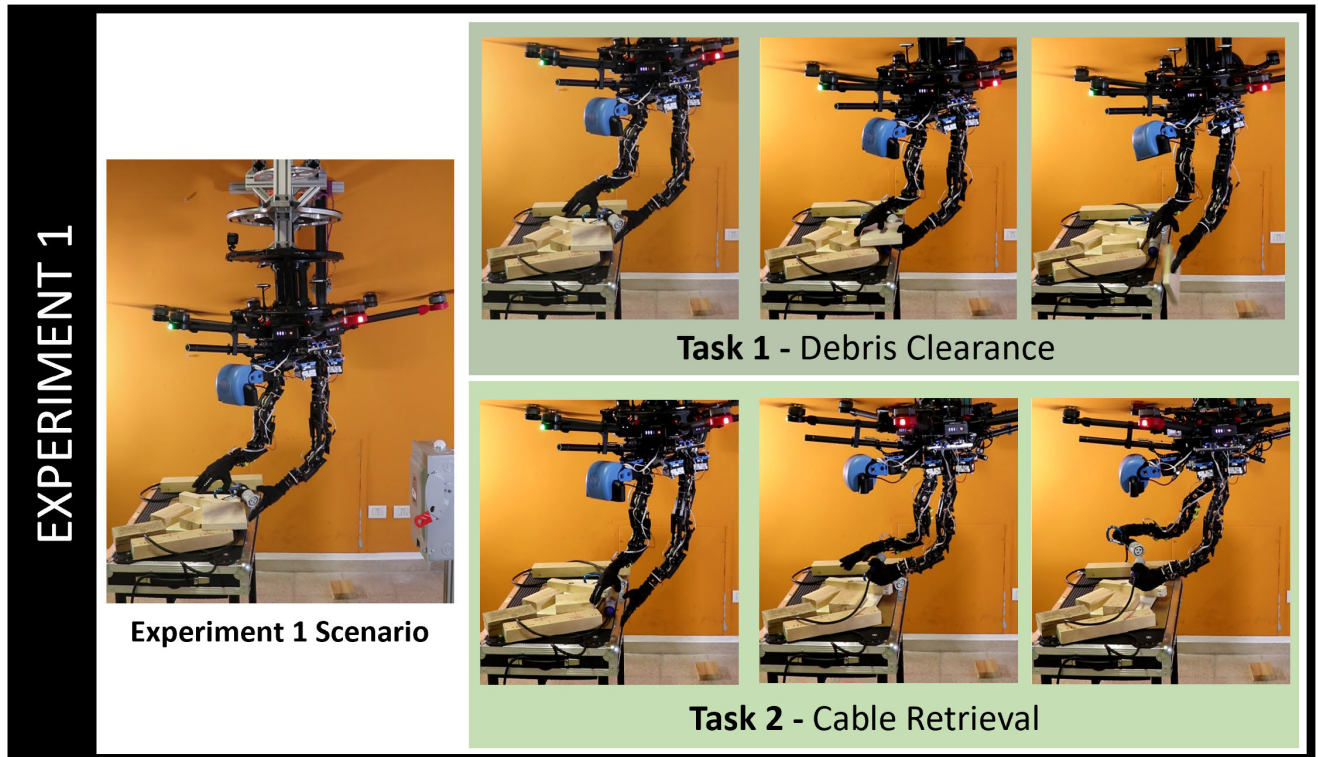 EXPERIMENT 1
Experiment 1 Scenario
Task 1 - Debris Clearance
Task 2 - Cable Retrieval